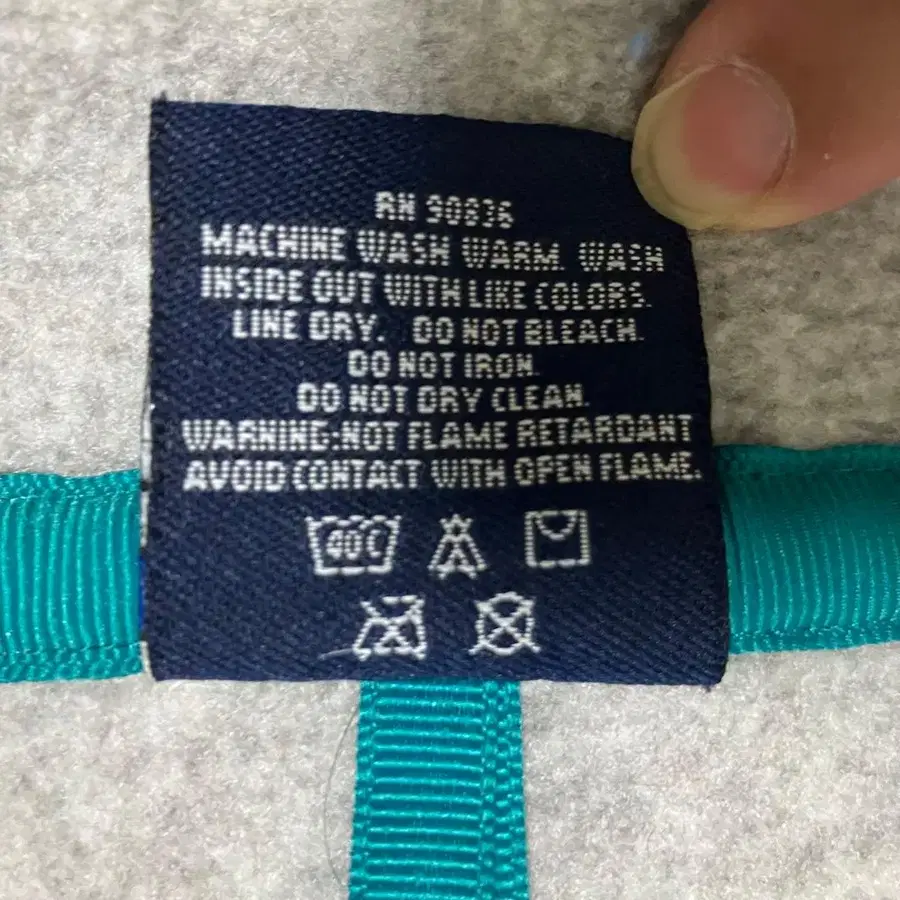 RN 90836
MACHINE WASH WARM. WASH
INSIDE OUT WITH LIKE COLORS.
LINE DRY. DO NOT BLEACH.
DO NOT IRON.
DO NOT DRY CLEAN.
WARNING:NOT FLAME RETARDANT
AVOID CONTACT WITH OPEN FLAME.
40C